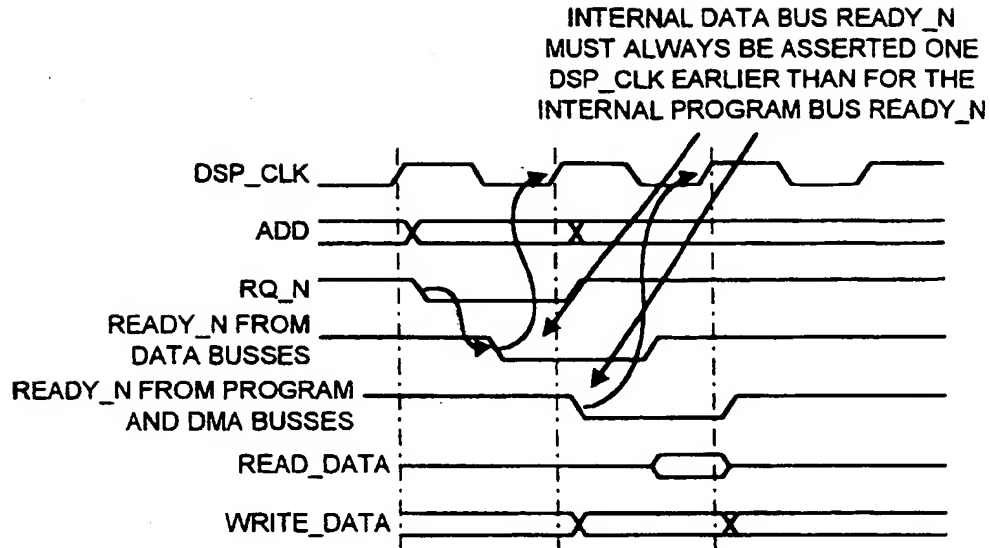 INTERNAL DATA BUS READY_N
MUST ALWAYS BE ASSERTED ONE
DSP_CLK EARLIER THAN FOR THE
INTERNAL PROGRAM BUS READY_N
DSP_CLK
ADD
RQ_N
READY_N FROM
DATA BUSSES
READY_N FROM PROGRAM
AND DMA BUSSES
READ_DATA
WRITE_DATA